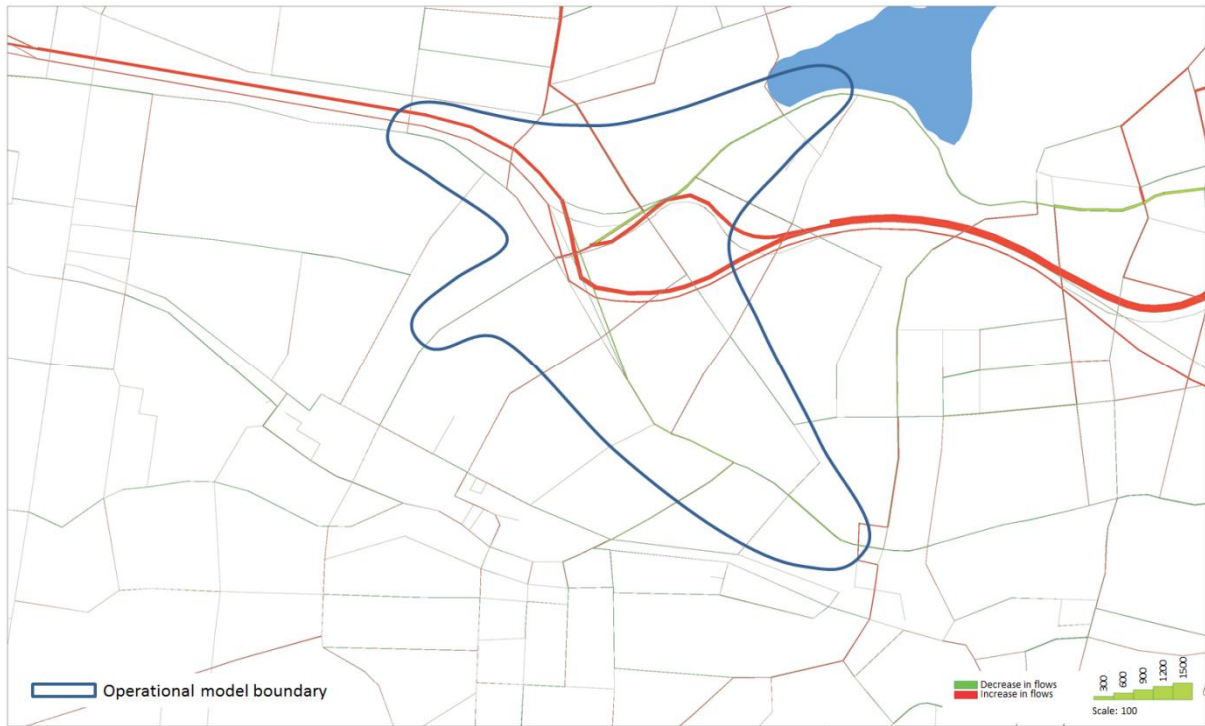 Operational model boundary
Decrease in flows
Increase in flows
Scale: 100
300
600
900
1200
1500